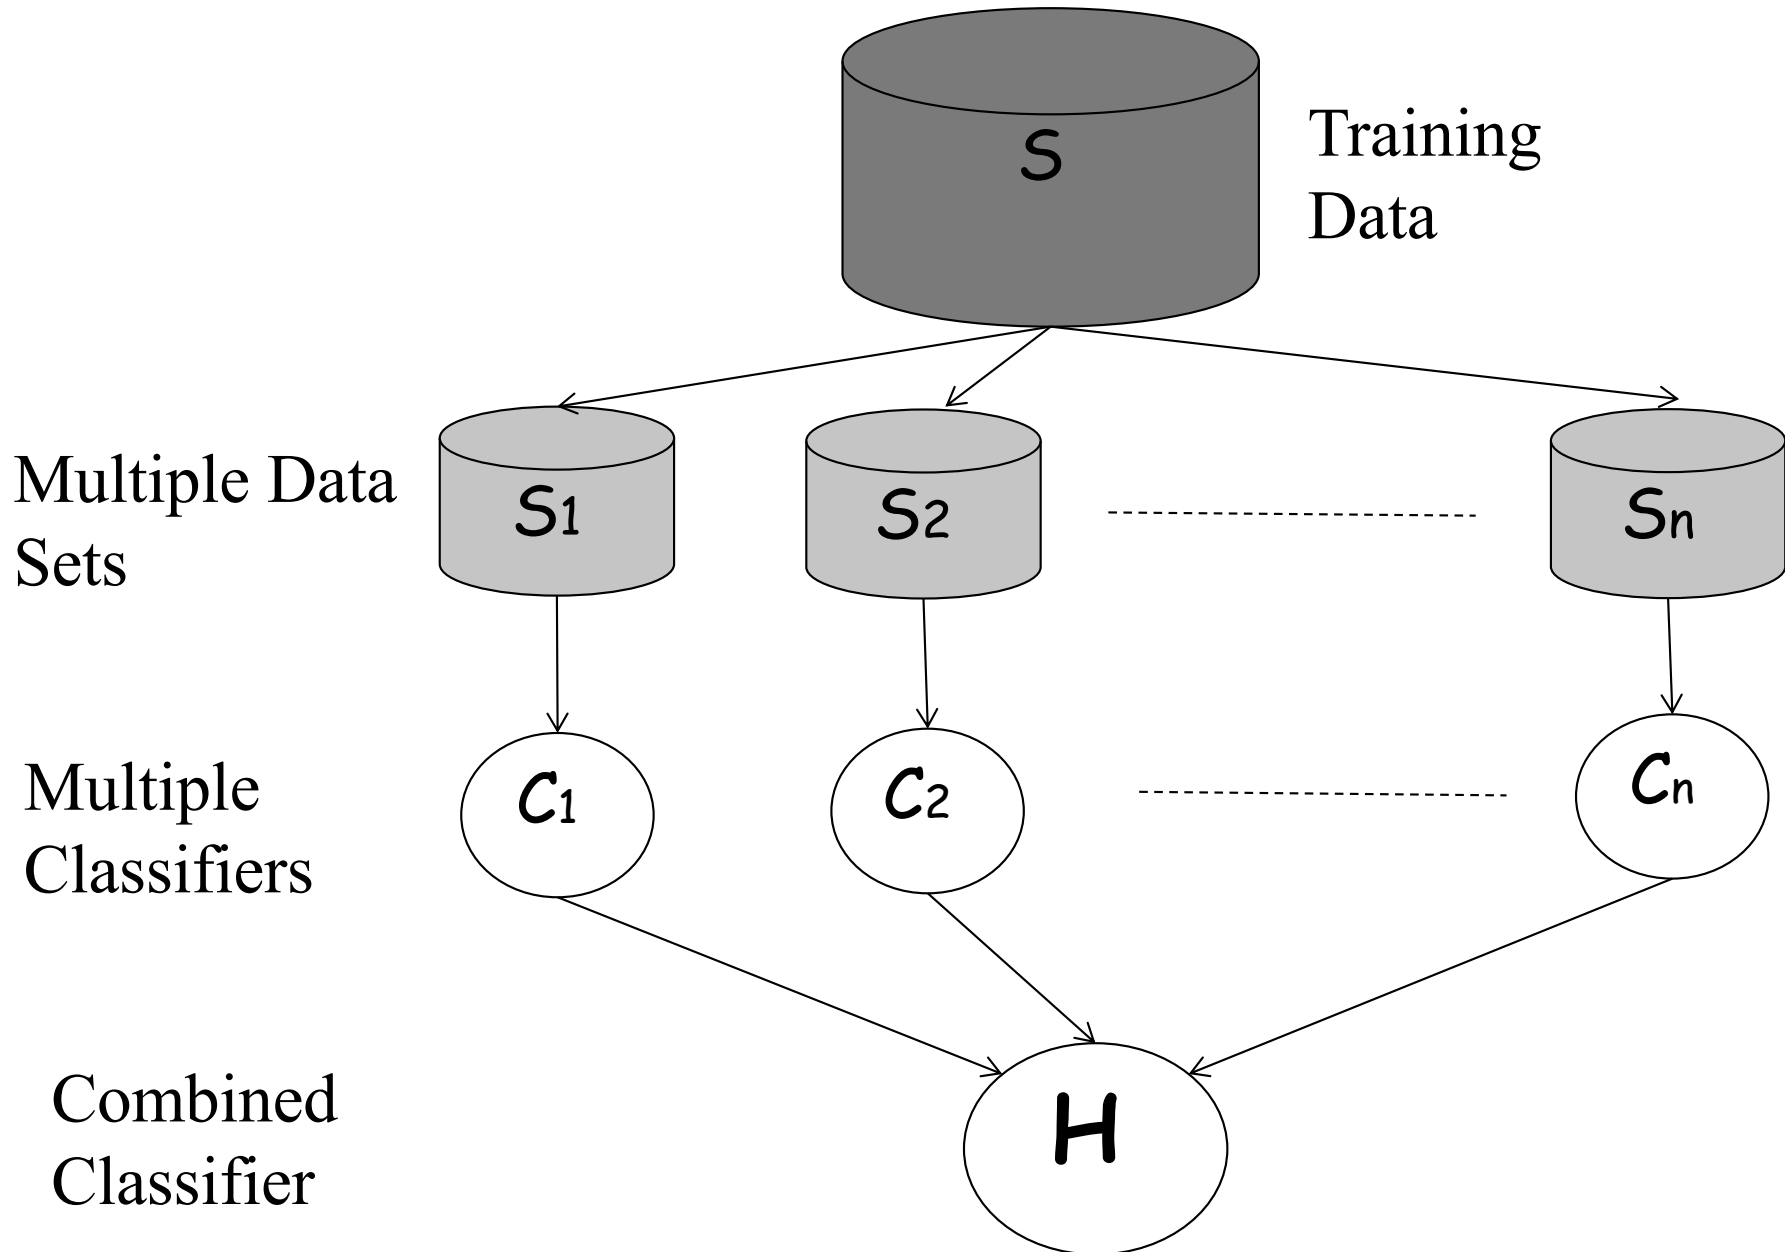 S
Training
Data
Multiple Data
Sets
S1
S2
Sn
Multiple
Classifiers
C1
C2
Cn
Combined
Classifier
H